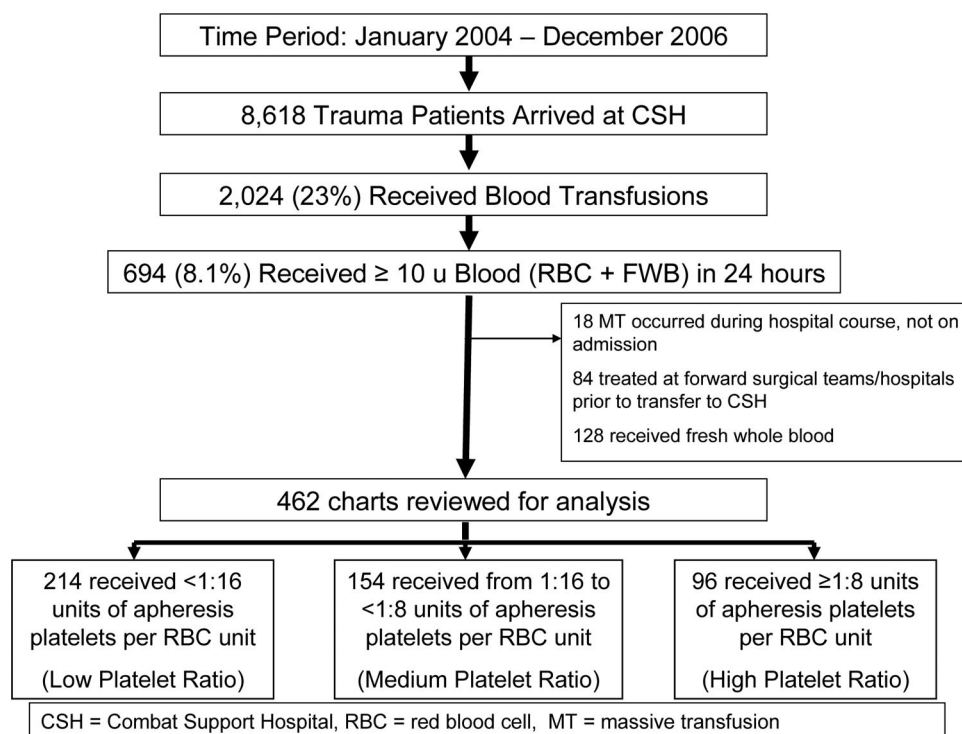 Time Period: January 2004 – December 2006
8,618 Trauma Patients Arrived at CSH
2,024 (23%) Received Blood Transfusions
694 (8.1%) Received ≥ 10 u Blood (RBC + FWB) in 24 hours
18 MT occurred during hospital course, not on
admission
84 treated at forward surgical teams/hospitals
prior to transfer to CSH
128 received fresh whole blood
462 charts reviewed for analysis
214 received <1:16
units of apheresis
platelets per RBC unit
(Low Platelet Ratio)
154 received from 1:16 to
<1:8 units of apheresis
platelets per RBC unit
(Medium Platelet Ratio)
96 received ≥1:8 units
of apheresis platelets
per RBC unit
(High Platelet Ratio)
CSH = Combat Support Hospital, RBC = red blood cell, MT = massive transfusion